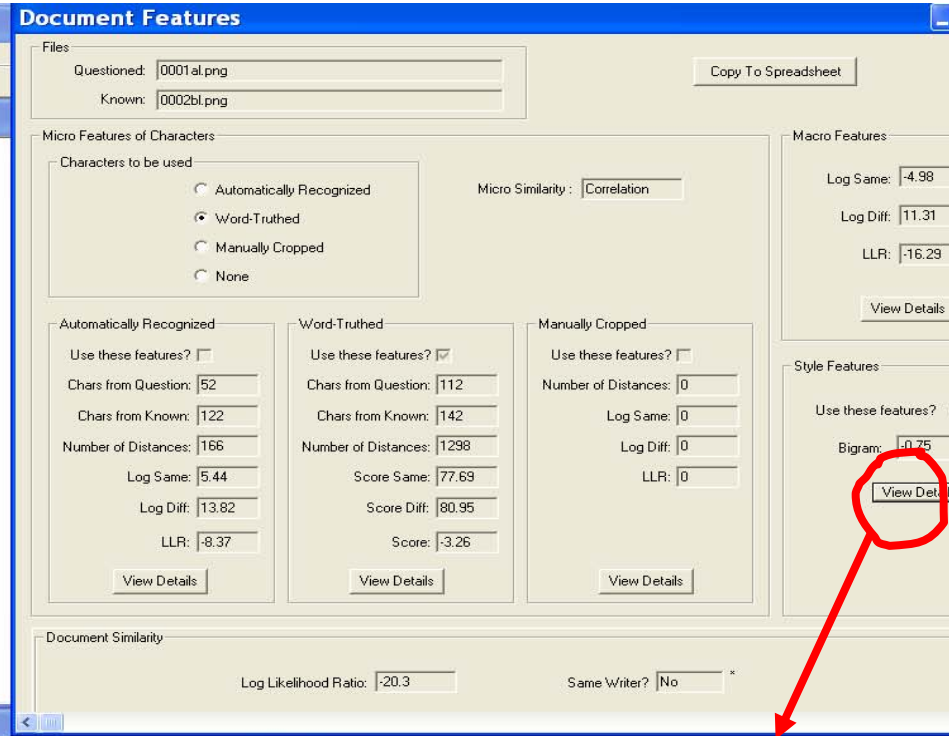 Document Features
Files
Questioned: 0001al.png
Known: 0002bl.png
Copy To Spreadsheet
Micro Features of Characters
Characters to be used
Automatically Recognized
Word-Truthed
Manually Cropped
None
Micro Similarity : Correlation
Macro Features
Log Same: -4.98
Log Diff: 11.31
LLR: -16.29
View Details
Automatically Recognized
Use these features?
Chars from Question: 52
Chars from Known: 122
Number of Distances: 166
Log Same: 5.44
Log Diff: 13.82
LLR: -8.37
View Details
Word-Truthed
Use these features?
Chars from Question: 112
Chars from Known: 142
Number of Distances: 1298
Score Same: 77.69
Score Diff: 80.95
Score: -3.26
View Details
Manually Cropped
Use these features?
Number of Distances: 0
Log Same: 0
Log Diff: 0
LLR: 0
View Details
Style Features
Use these features?
Bigram: -0.75
View Detai
Document Similarity
Log Likelihood Ratio: -20.3
Same Writer? No *